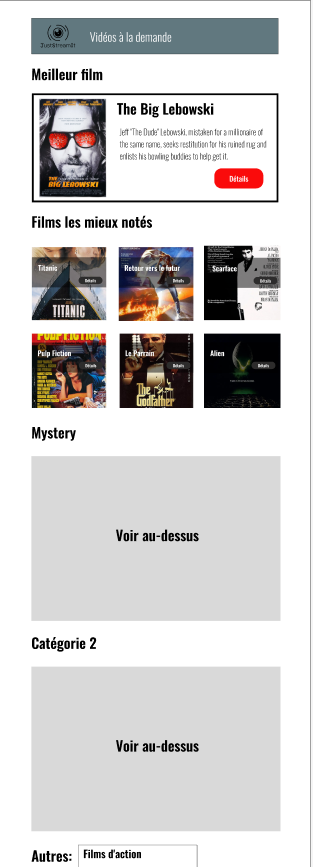 JustStreamIt
Vidéos à la demande
Meilleur film
The Big Lebowski
Jeff "The Dude" Lebowski, mistaken for a millionaire of
the same name, seeks restitution for his ruined rug and
enlists his bowling buddies to help get it.
Détails
THE
BIG LEBOWSKI
Films les mieux notés
Titanic
Détails
TITANIC
Retour vers le futur
Détails
Scarface
Détails
PULP FICTION
Pulp Fiction
Détails
Le Parrain
Détails
The
Godfather
Alien
Détails
Mystery
Voir au-dessus
Catégorie 2
Voir au-dessus
Autres:
Films d'action